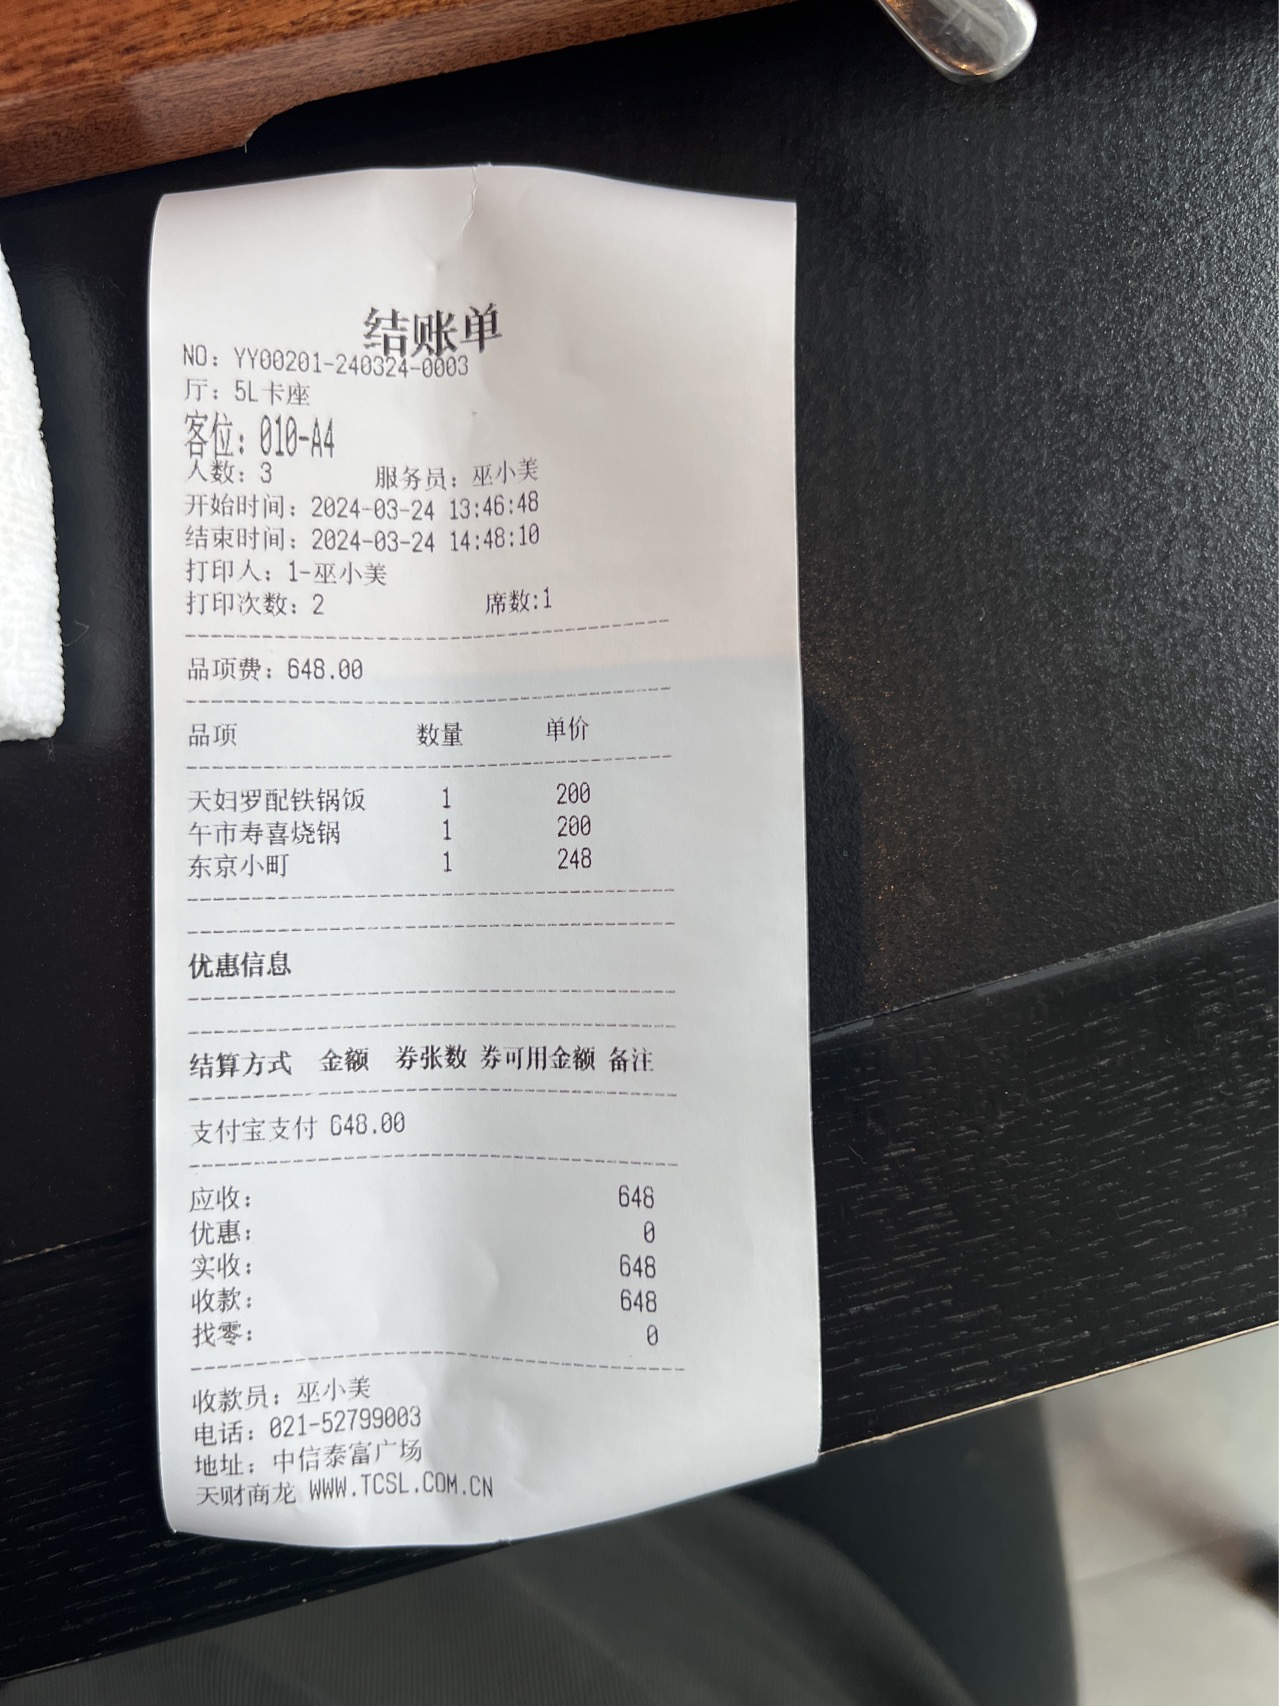 结账单
NO: YY00201-240324-0003
厅: 5L卡座
客位: 010-A4
人数: 3 服务员: 巫小美
开始时间: 2024-03-24 13:46:48
结束时间: 2024-03-24 14:48:10
打印人: 1-巫小美
打印次数: 2 席数:1
品项费: 648.00
品项 数量 单价
天妇罗配铁锅饭 1 200
午市寿喜烧锅 1 200
东京小町 1 248
优惠信息
结算方式 金额 券张数 券可用金额 备注
支付宝支付 648.00
应收: 648
优惠: 0
实收: 648
收款: 648
找零: 0
收款员: 巫小美
电话: 021-52799003
地址: 中信泰富广场
天财商龙 WWW.TCSL.COM.CN